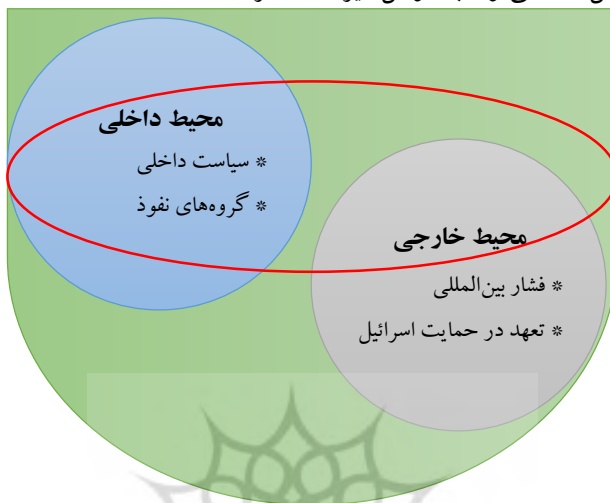 محیط داخلی
* سیاست داخلی
* گروه‌های نفوذ
محیط خارجی
* فشار بین‌المللی
* تعهد در حمایت اسرائیل